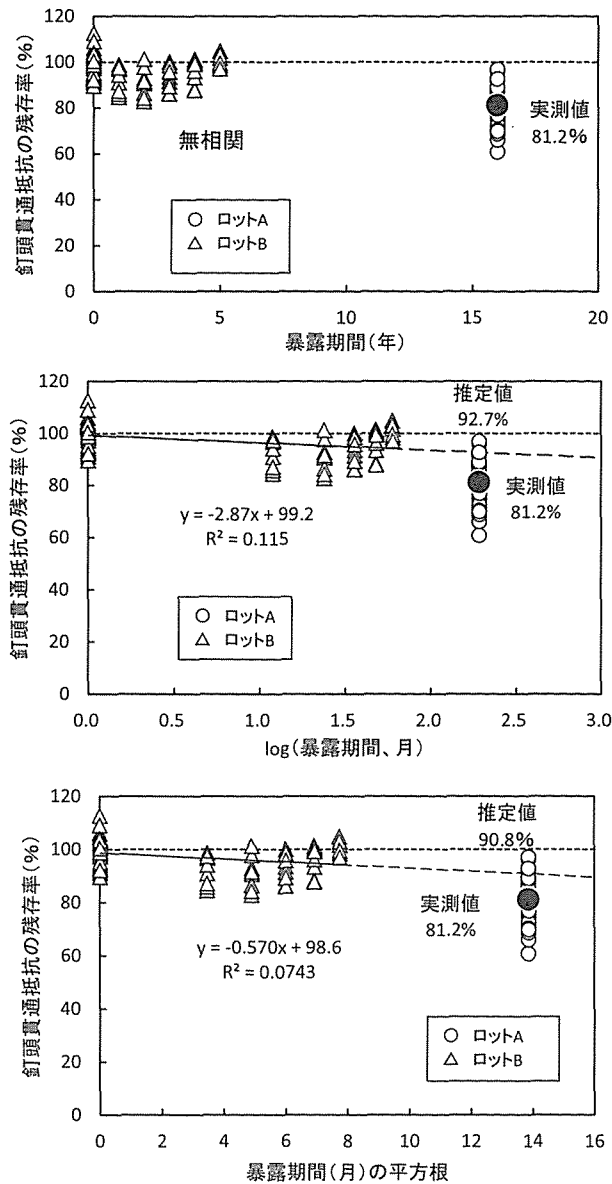 釘頭貫通抵抗の残存率(%)
120
100
80
60
40
20
0
無相関
実測値
81.2%
○ ロットA
△ ロットB
0 5 10 15 20
暴露期間(年)
釘頭貫通抵抗の残存率(%)
120
100
80
60
40
20
0
推定値
92.7%
実測値
81.2%
y = -2.87x + 99.2
R² = 0.115
○ ロットA
△ ロットB
0.0 0.5 1.0 1.5 2.0 2.5 3.0
log(暴露期間、月)
釘頭貫通抵抗の残存率(%)
120
100
80
60
40
20
0
推定値
90.8%
実測値
81.2%
y = -0.570x + 98.6
R² = 0.0743
○ ロットA
△ ロットB
0 2 4 6 8 10 12 14 16
暴露期間(月)の平方根